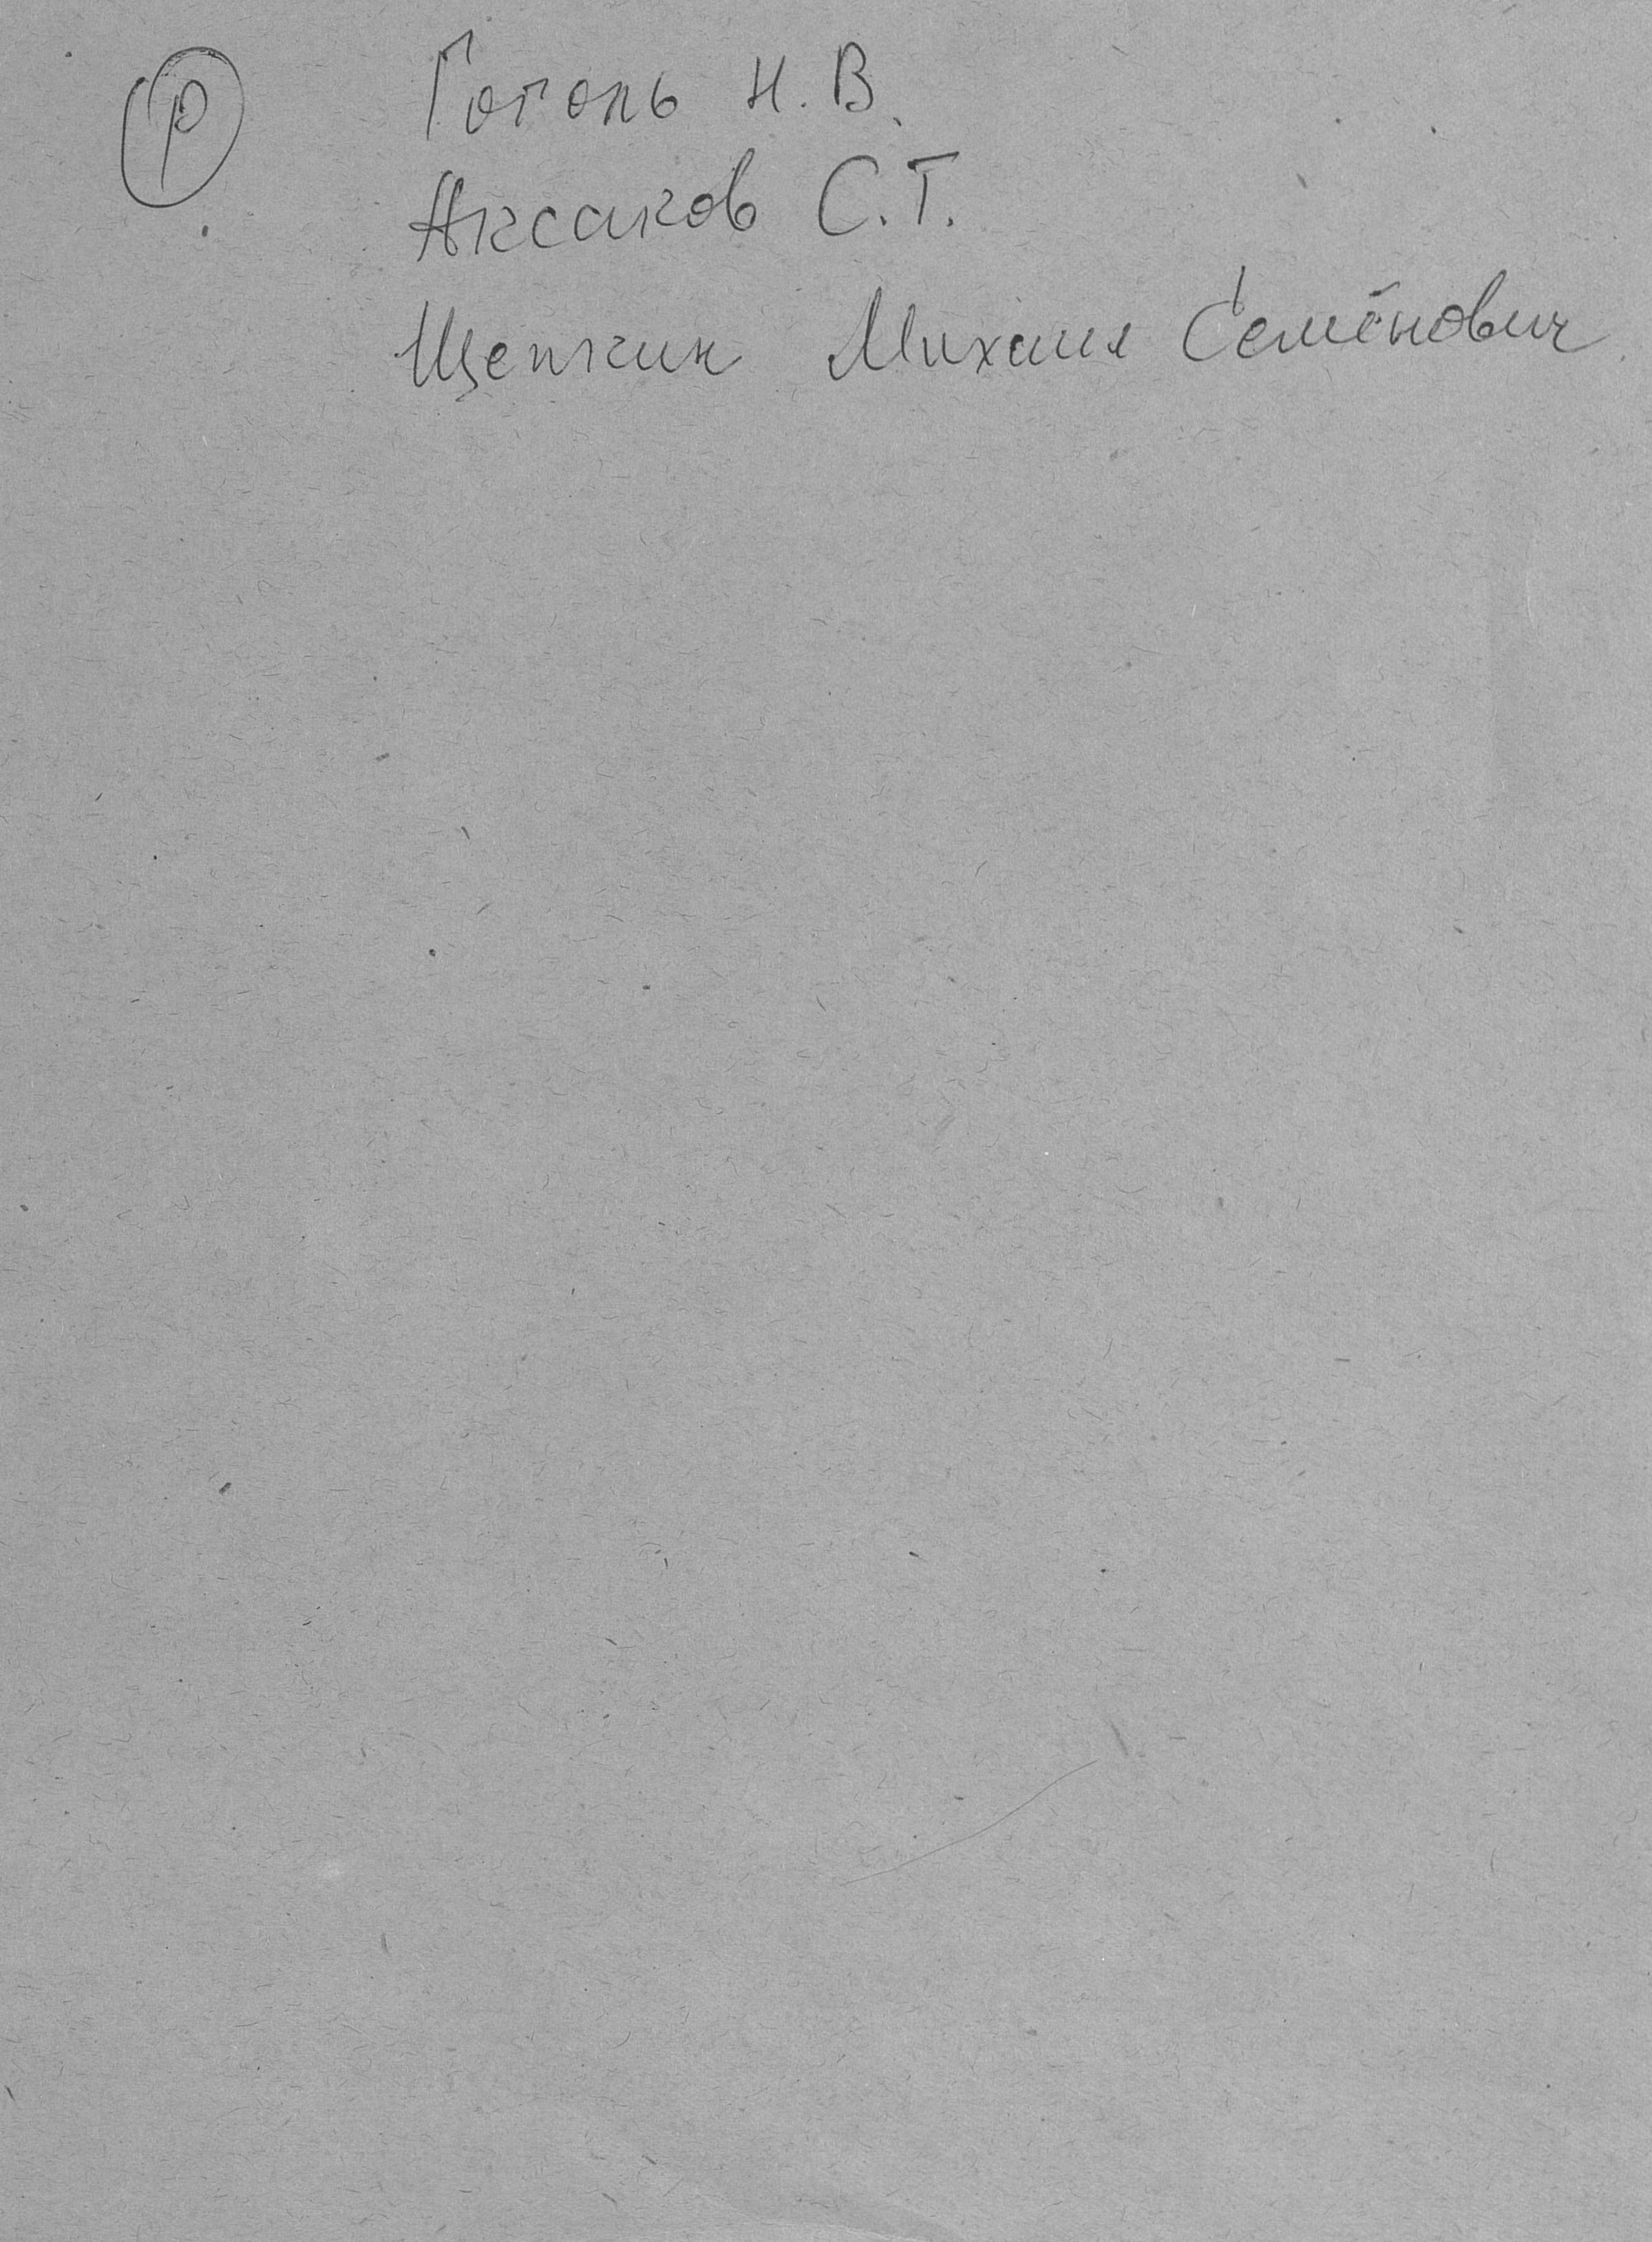 Р
Гоголь Н. В.
Аксаков С.Т.
Щепкин Михаил Семёнович